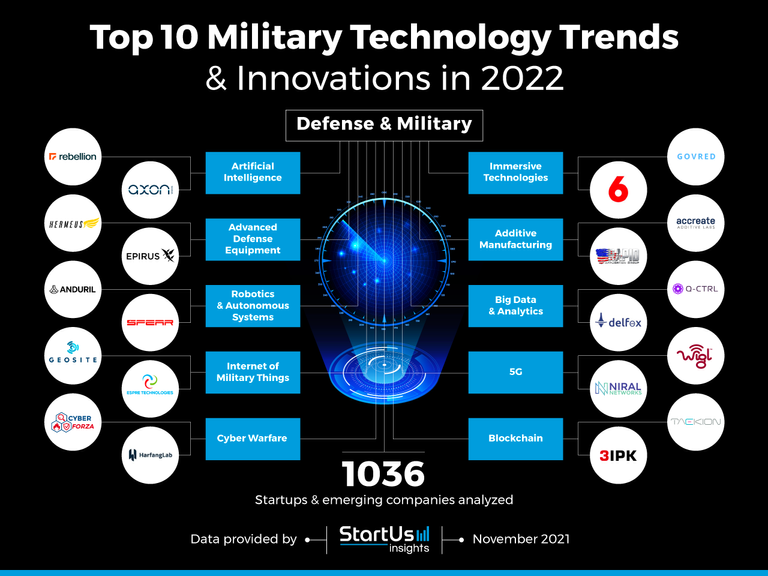 Top 10 Military Technology Trends
& Innovations in 2022
Defense & Military
rebellion
axon
Artificial
Intelligence
Immersive
Technologies
6
GOVRED
HERMEUS
EPIRUS
Advanced
Defense
Equipment
Additive
Manufacturing
accreate
ADDITIVE LABS
ANDURIL
SPEAR
Robotics
& Autonomous
Systems
Big Data
& Analytics
delfox
Q-CTRL
GEOSITE
ESPRE TECHNOLOGIES
Internet of
Military Things
5G
NIRAL
NETWORKS
wigl
CYBER
FORZA
HarfangLab
Cyber Warfare
Blockchain
3IPK
TAEKION
1036
Startups & emerging companies analyzed
Data provided by
StartUs
insights
November 2021